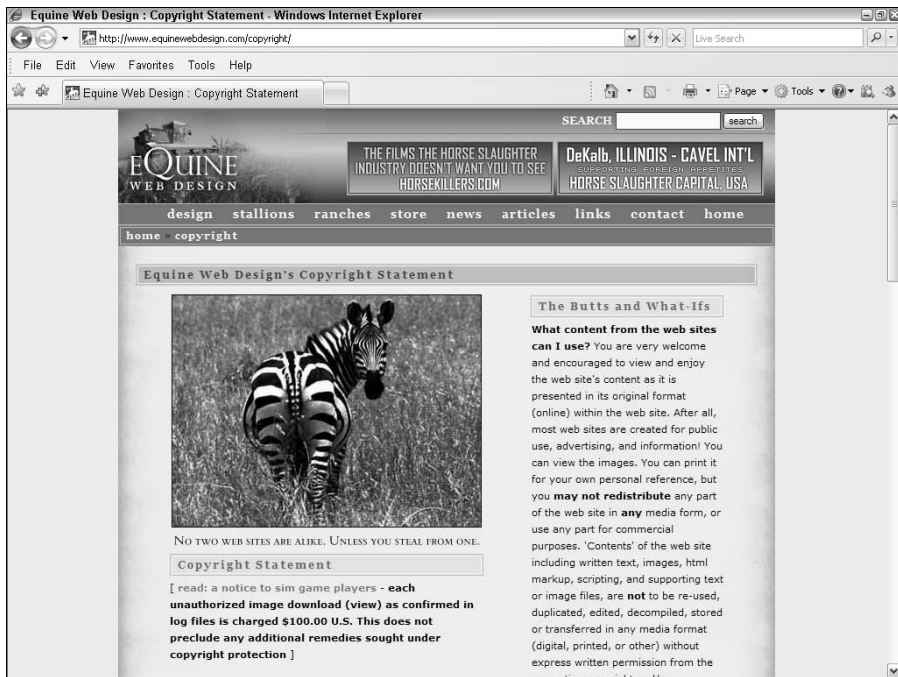 Equine Web Design : Copyright Statement - Windows Internet Explorer
http://www.equinewebdesign.com/copyright/
Live Search
File Edit View Favorites Tools Help
Equine Web Design : Copyright Statement
Page Tools
SEARCH search
EQUINE
WEB DESIGN
THE FILMS THE HORSE SLAUGHTER
INDUSTRY DOESN'T WANT YOU TO SEE
HORSEKILLERS.COM
DeKalb, ILLINOIS - CAVEL INT'L
SUPPORTING FOREIGN APPETITES
HORSE SLAUGHTER CAPITAL, USA
design stallions ranches store news articles links contact home
home » copyright
Equine Web Design's Copyright Statement
NO TWO WEB SITES ARE ALIKE. UNLESS YOU STEAL FROM ONE.
Copyright Statement
[ read: a notice to sim game players - each
unauthorized image download (view) as confirmed in
log files is charged $100.00 U.S. This does not
preclude any additional remedies sought under
copyright protection ]
The Butts and What-Ifs
What content from the web sites
can I use? You are very welcome
and encouraged to view and enjoy
the web site's content as it is
presented in its original format
(online) within the web site. After all,
most web sites are created for public
use, advertising, and information! You
can view the images. You can print it
for your own personal reference, but
you may not redistribute any part
of the web site in any media form, or
use any part for commercial
purposes. 'Contents' of the web site
including written text, images, html
markup, scripting, and supporting text
or image files, are not to be re-used,
duplicated, edited, decompiled, stored
or transferred in any media format
(digital, printed, or other) without
express written permission from the